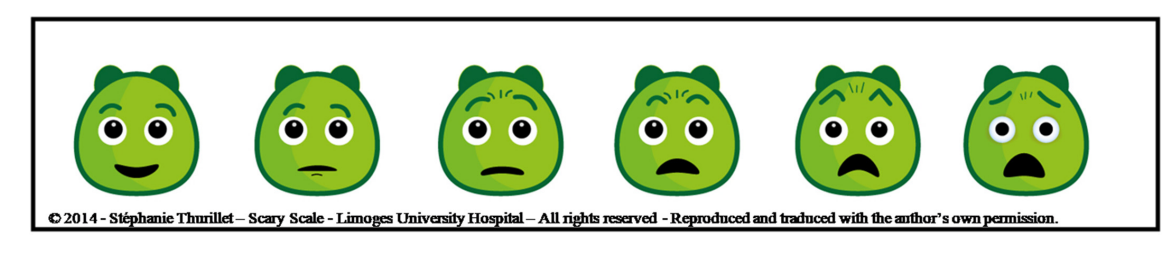 © 2014 - Stéphanie Thurillet – Scary Scale - Limoges University Hospital – All rights reserved - Reproduced and traduced with the author's own permission.